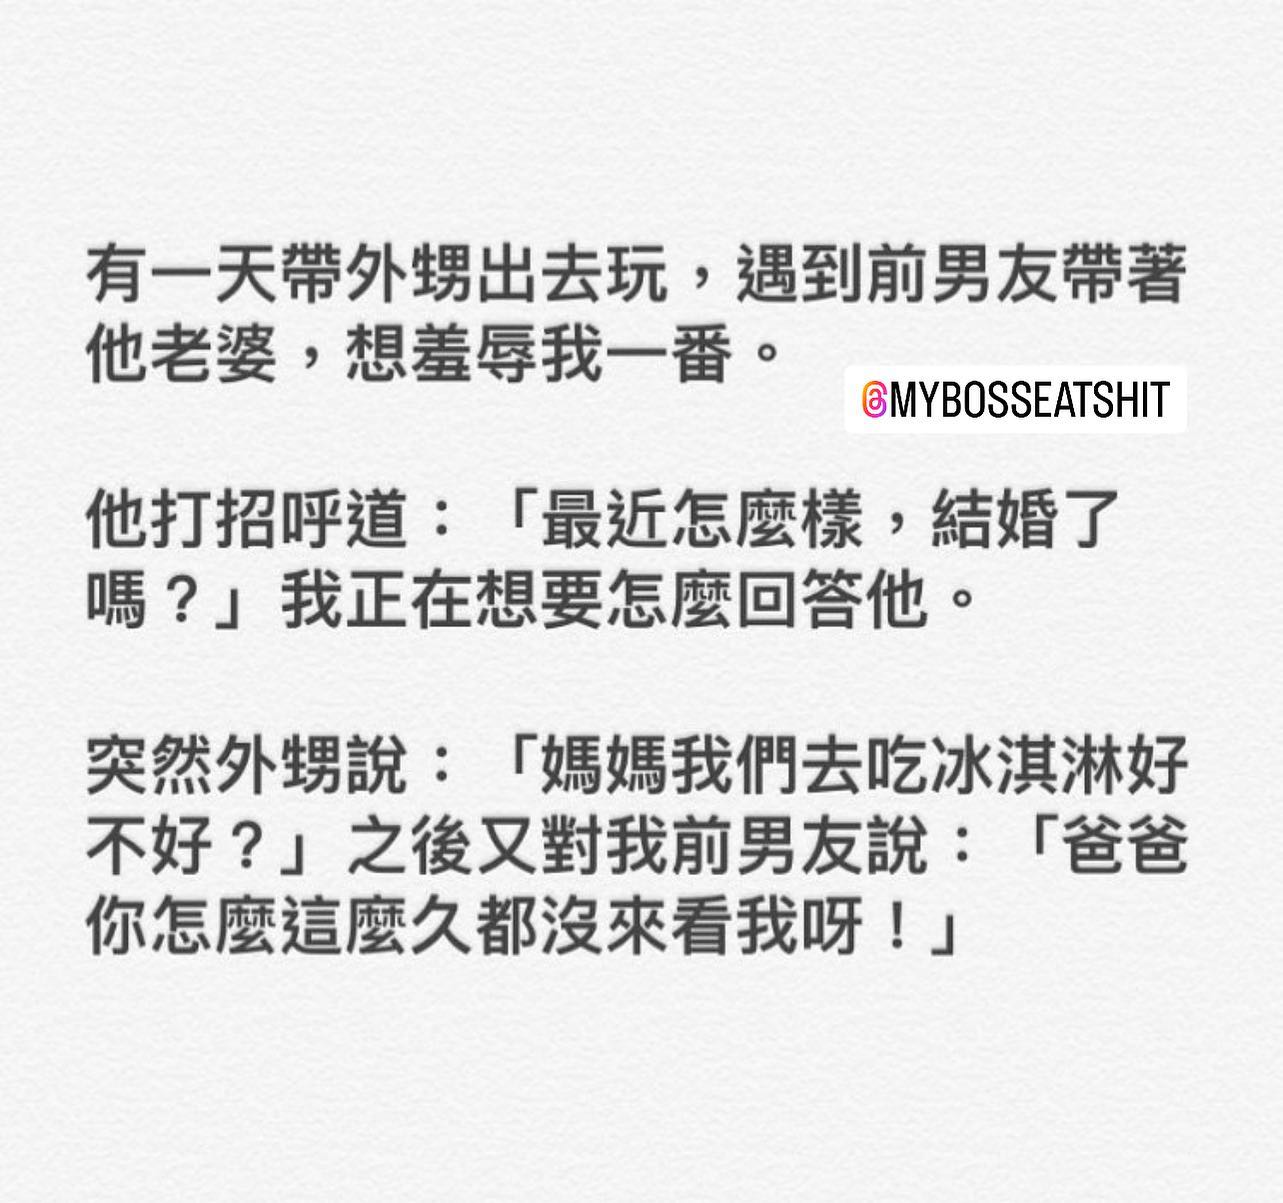 有一天帶外甥出去玩，遇到前男友帶著
他老婆，想羞辱我一番。
@MYBOSSEATSHIT
他打招呼道：「最近怎麼樣，結婚了
嗎？」我正在想要怎麼回答他。
突然外甥說：「媽媽我們去吃冰淇淋好
不好？」之後又對我前男友說：「爸爸
你怎麼這麼久都沒來看我呀！」